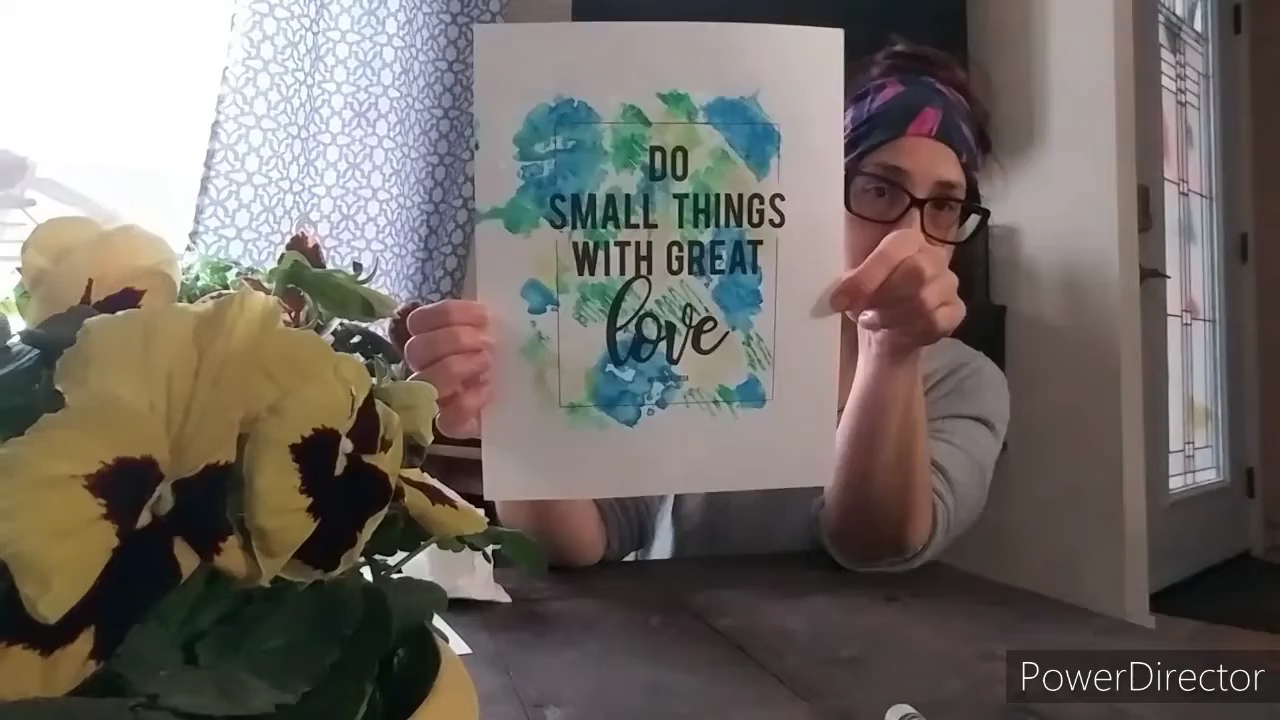 DO
SMALL THINGS
WITH GREAT
love
PowerDirector